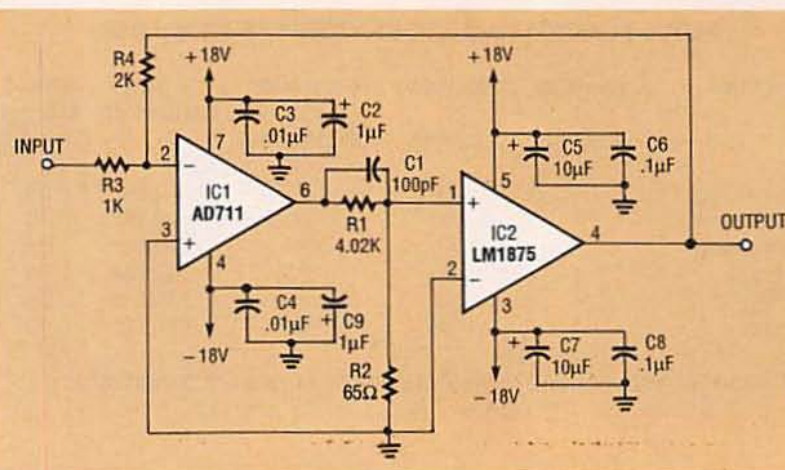 R4
2K
+18V
C3
.01µF
+
C2
1µF
+18V
+
C5
10µF
C6
.1µF
INPUT
R3
1K
2
−
7
IC1
AD711
3
+
4
6
C1
100pF
R1
4.02K
1
+
5
IC2
LM1875
2
−
3
4
OUTPUT
C4
.01µF
+
C9
1µF
−18V
R2
65Ω
+
C7
10µF
C8
.1µF
−18V